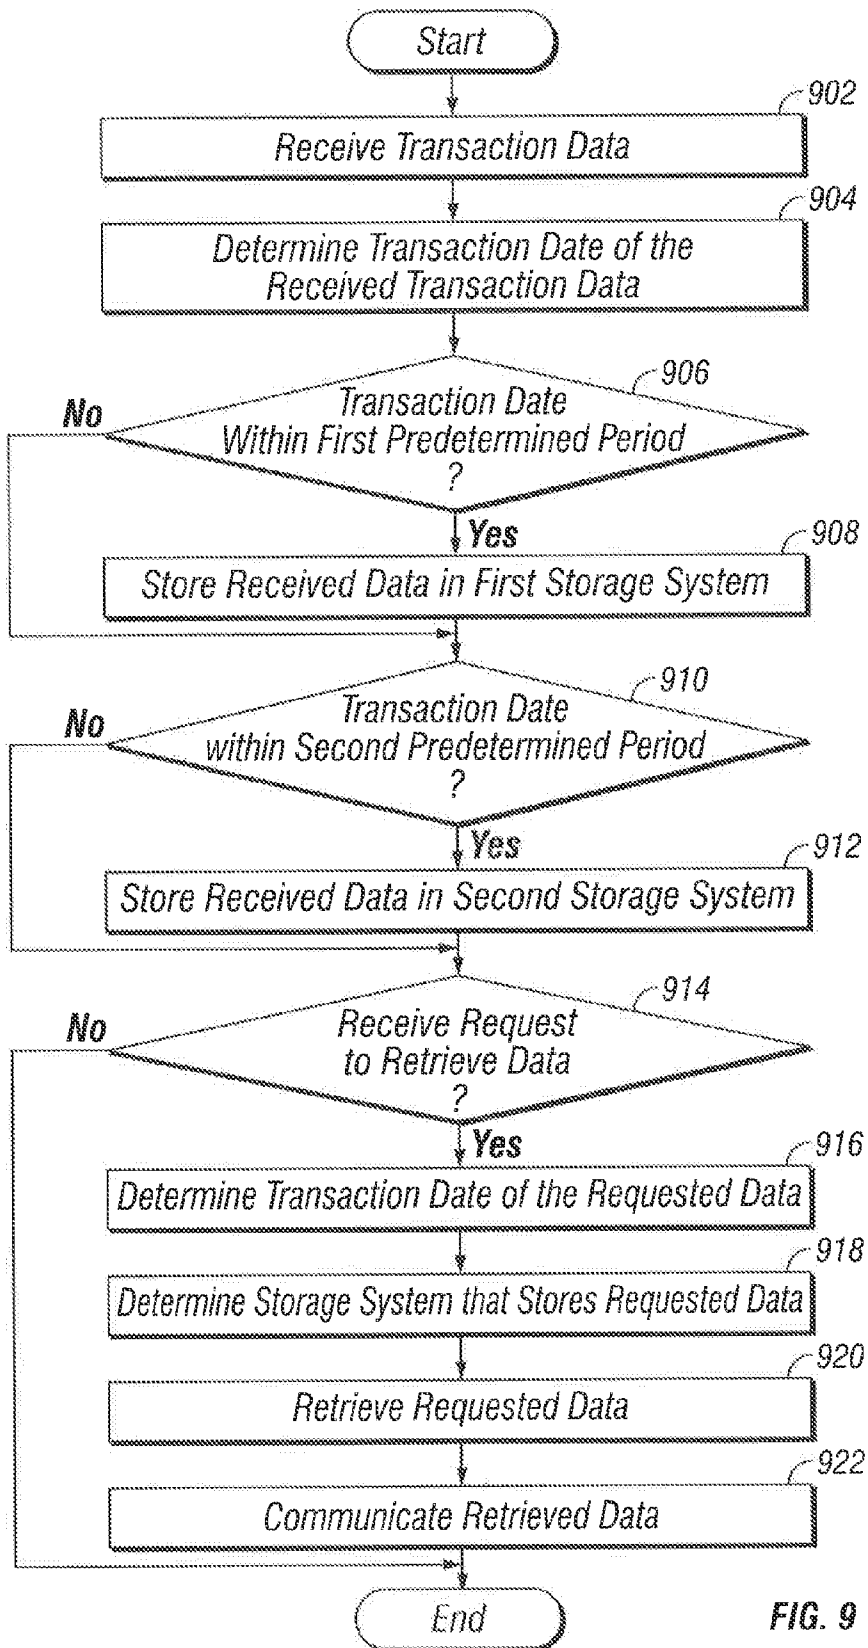 Start
902
Receive Transaction Data
904
Determine Transaction Date of the
Received Transaction Data
906
No
Transaction Date
Within First Predetermined Period
?
Yes
908
Store Received Data in First Storage System
910
No
Transaction Date
within Second Predetermined Period
?
Yes
912
Store Received Data in Second Storage System
914
No
Receive Request
to Retrieve Data
?
Yes
916
Determine Transaction Date of the Requested Data
918
Determine Storage System that Stores Requested Data
920
Retrieve Requested Data
922
Communicate Retrieved Data
End
FIG. 9